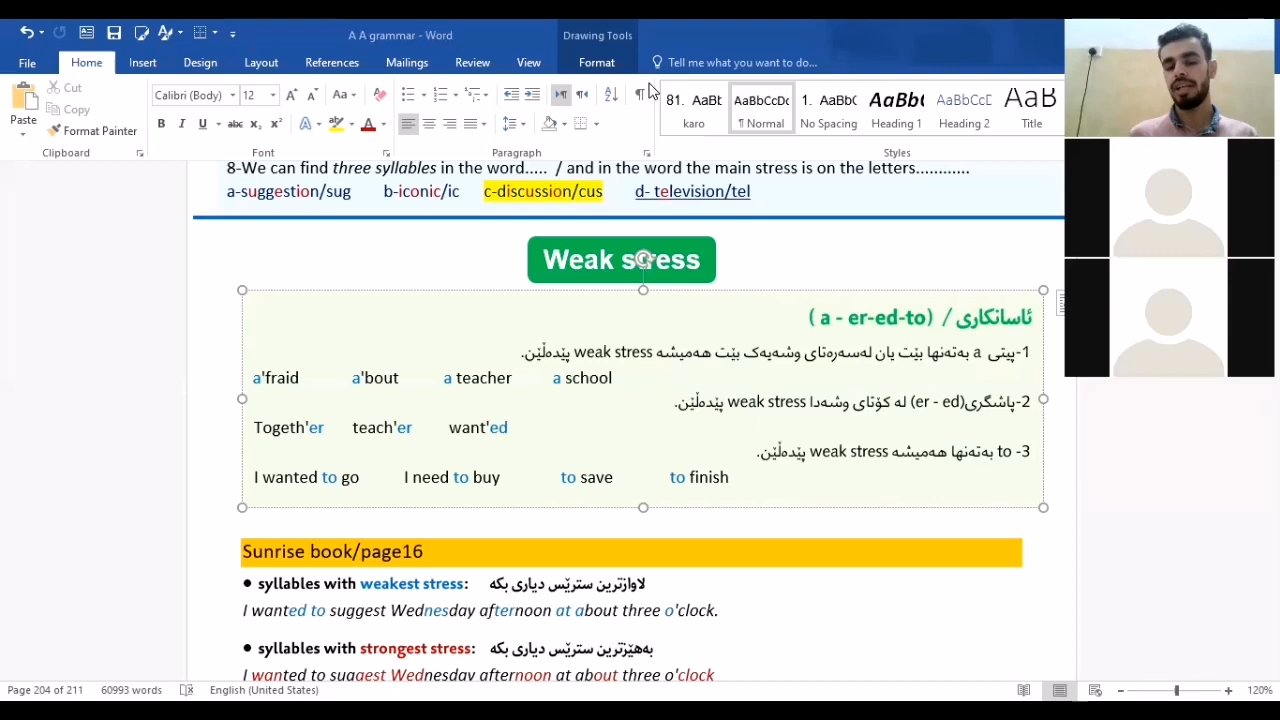 A A grammar - Word
Drawing Tools
File Home Insert Design Layout References Mailings Review View Format Tell me what you want to do...
Paste
Cut
Copy
Format Painter
Calibri (Body) 12
81. AaBt AaBbCcDc 1. AaBbC AaBbC AaBbCcD AaB
karo ¶ Normal No Spacing Heading 1 Heading 2 Title
Clipboard Font Paragraph Styles
8-We can find three syllables in the word..... / and in the word the main stress is on the letters............
a-suggestion/sug b-iconic/ic c-discussion/cus d- television/tel
Weak stress
ئاسانکاری / (a - er-ed-to )
1-پیتی a بەتەنها بێت یان لەسەرەتای وشەیەک بێت هەمیشە weak stress پێدەڵێن.
a'fraid a'bout a teacher a school
2-پاشگری(er - ed) لە کۆتای وشەدا weak stress پێدەڵێن.
Togeth'er teach'er want'ed
3- to بەتەنها هەمیشە weak stress پێدەڵێن.
I wanted to go I need to buy to save to finish
Sunrise book/page16
● syllables with weakest stress: لاوازترین سترێس دیاری بکە
I wanted to suggest Wednesday afternoon at about three o'clock.
● syllables with strongest stress: بەهێزترین سترێس دیاری بکە
I wanted to suggest Wednesday afternoon at about three o'clock
Page 204 of 211 60993 words English (United States) 120%